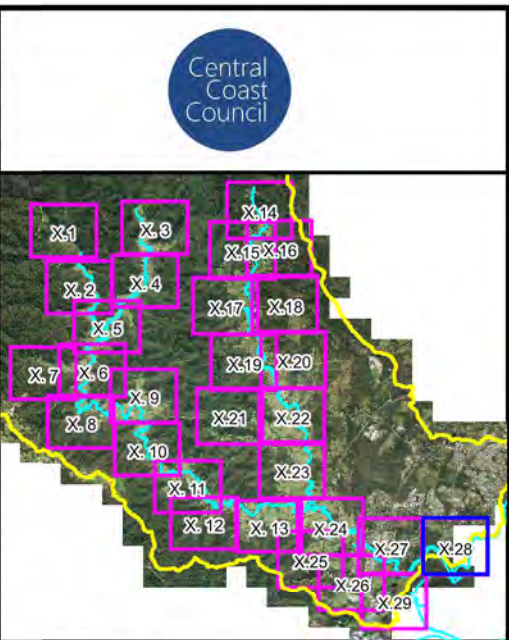 Central
Coast
Council
X.1
X. 3
X.14
X.15
X.16
X. 2
X. 4
X.17
X.18
X. 5
X. 7
X. 6
X.19
X.20
X. 9
X. 8
X.21
X.22
X. 10
X.23
X. 11
X. 12
X. 13
X.24
X.27
X.28
X.25
X.26
X.29